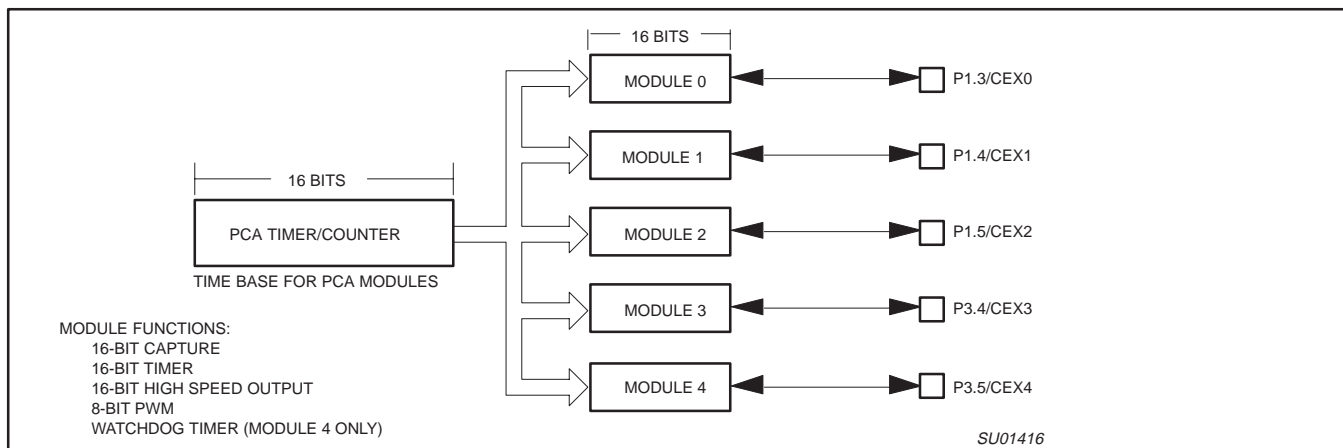 16 BITS
MODULE 0
P1.3/CEX0
MODULE 1
P1.4/CEX1
16 BITS
PCA TIMER/COUNTER
MODULE 2
P1.5/CEX2
TIME BASE FOR PCA MODULES
MODULE 3
P3.4/CEX3
MODULE FUNCTIONS:
16-BIT CAPTURE
16-BIT TIMER
16-BIT HIGH SPEED OUTPUT
8-BIT PWM
WATCHDOG TIMER (MODULE 4 ONLY)
MODULE 4
P3.5/CEX4
SU01416